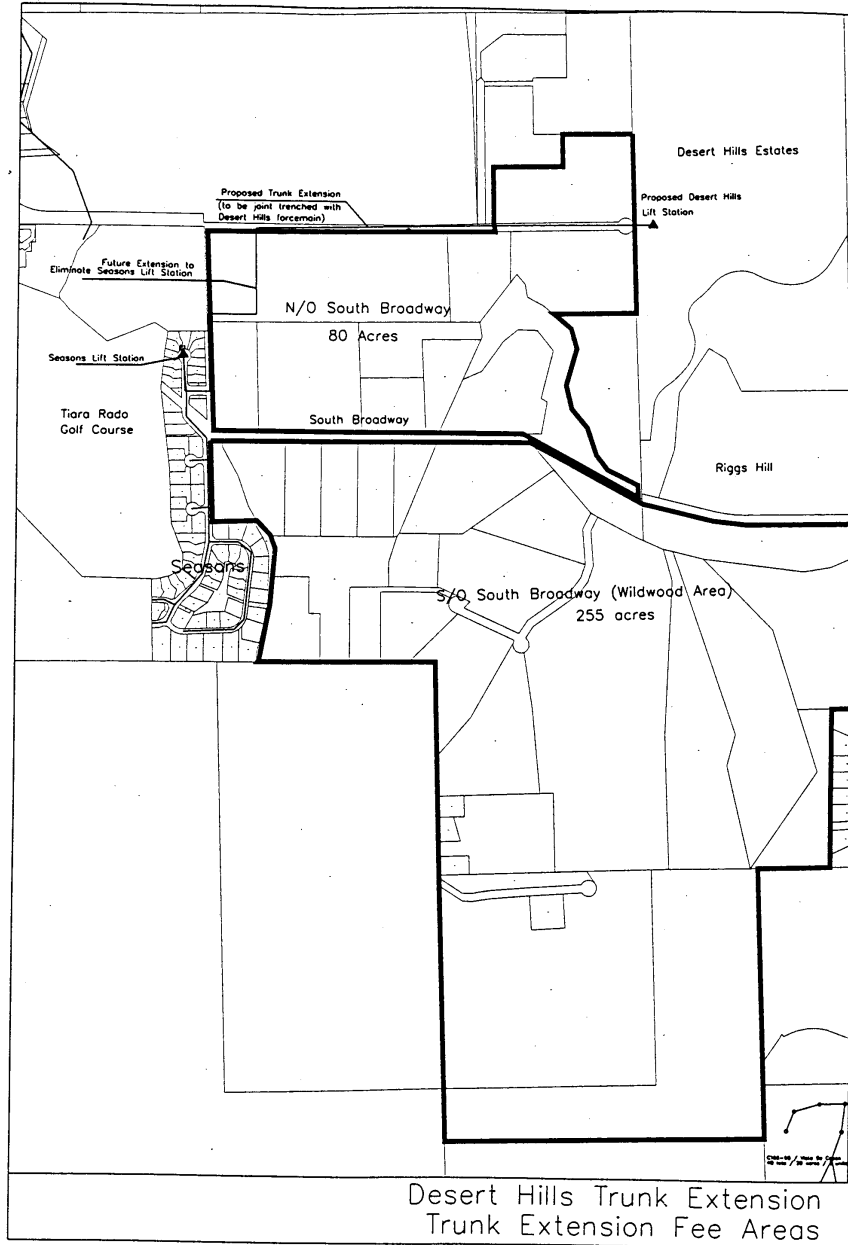 Desert Hills Estates
Proposed Trunk Extension
(to be joint trenched with
Desert Hills forcemain)
Proposed Desert Hills
Lift Station
Future Extension to
Eliminate Seasons Lift Station
N/O South Broadway
80 Acres
Seasons Lift Station
Tiara Rado
Golf Course
South Broadway
Riggs Hill
Seasons
S/O South Broadway (Wildwood Area)
255 acres
Desert Hills Trunk Extension
Trunk Extension Fee Areas